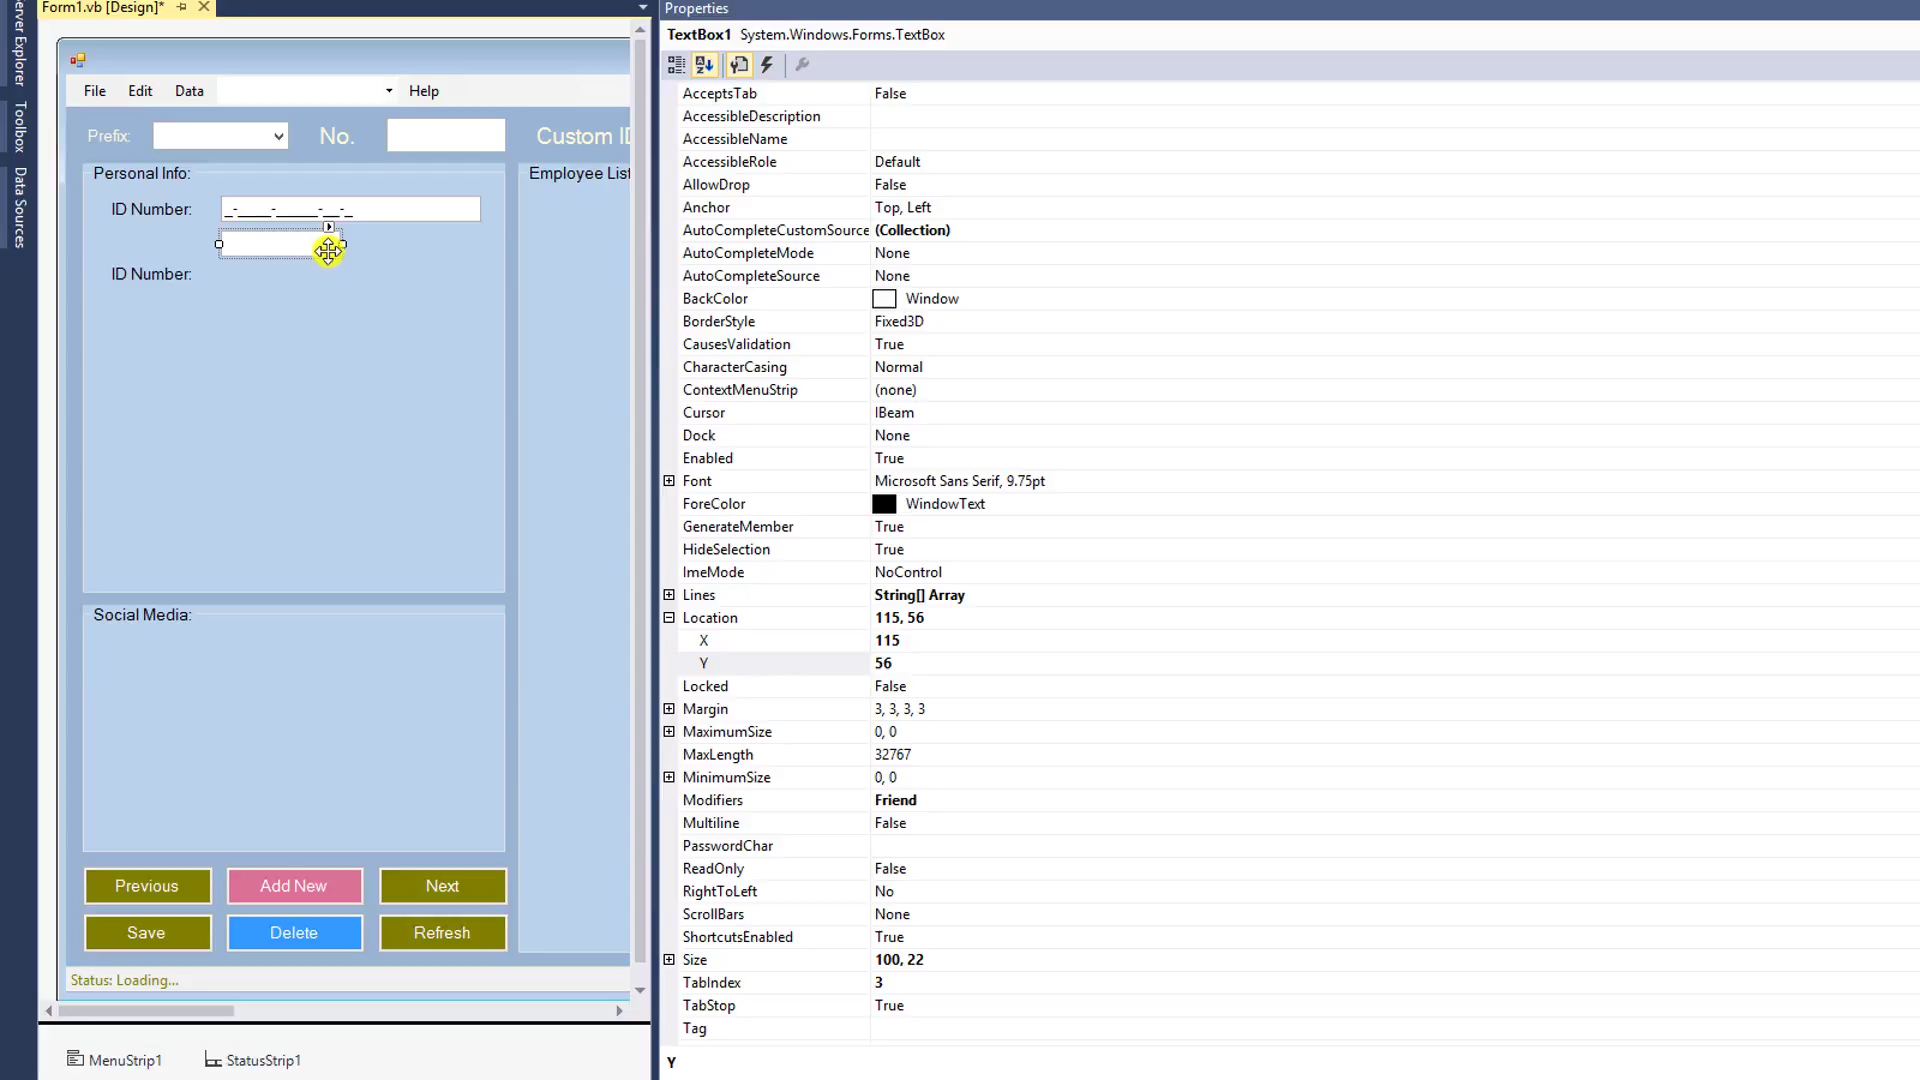 Form1.vb [Design]*
Properties
Server Explorer
Toolbox
Data Sources
TextBox1 System.Windows.Forms.TextBox
File Edit Data Help
Prefix: No. Custom ID
Personal Info:
Employee List
ID Number: _-____-_____-__-_
ID Number:
Social Media:
Previous Add New Next
Save Delete Refresh
Status: Loading...
MenuStrip1 StatusStrip1
AcceptsTab False
AccessibleDescription
AccessibleName
AccessibleRole Default
AllowDrop False
Anchor Top, Left
AutoCompleteCustomSource (Collection)
AutoCompleteMode None
AutoCompleteSource None
BackColor Window
BorderStyle Fixed3D
CausesValidation True
CharacterCasing Normal
ContextMenuStrip (none)
Cursor IBeam
Dock None
Enabled True
Font Microsoft Sans Serif, 9.75pt
ForeColor WindowText
GenerateMember True
HideSelection True
ImeMode NoControl
Lines String[] Array
Location 115, 56
X 115
Y 56
Locked False
Margin 3, 3, 3, 3
MaximumSize 0, 0
MaxLength 32767
MinimumSize 0, 0
Modifiers Friend
Multiline False
PasswordChar
ReadOnly False
RightToLeft No
ScrollBars None
ShortcutsEnabled True
Size 100, 22
TabIndex 3
TabStop True
Tag
Y